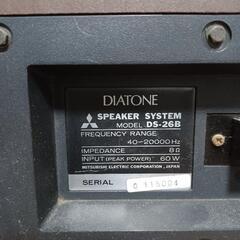 DIATONE
SPEAKER SYSTEM
MODEL DS-26B
FREQUENCY RANGE
40-20000Hz
IMPEDANCE 8Ω
INPUT (PEAK POWER) 60W
MITSUBISHI ELECTRIC CORPORATION, JAPAN
SERIAL